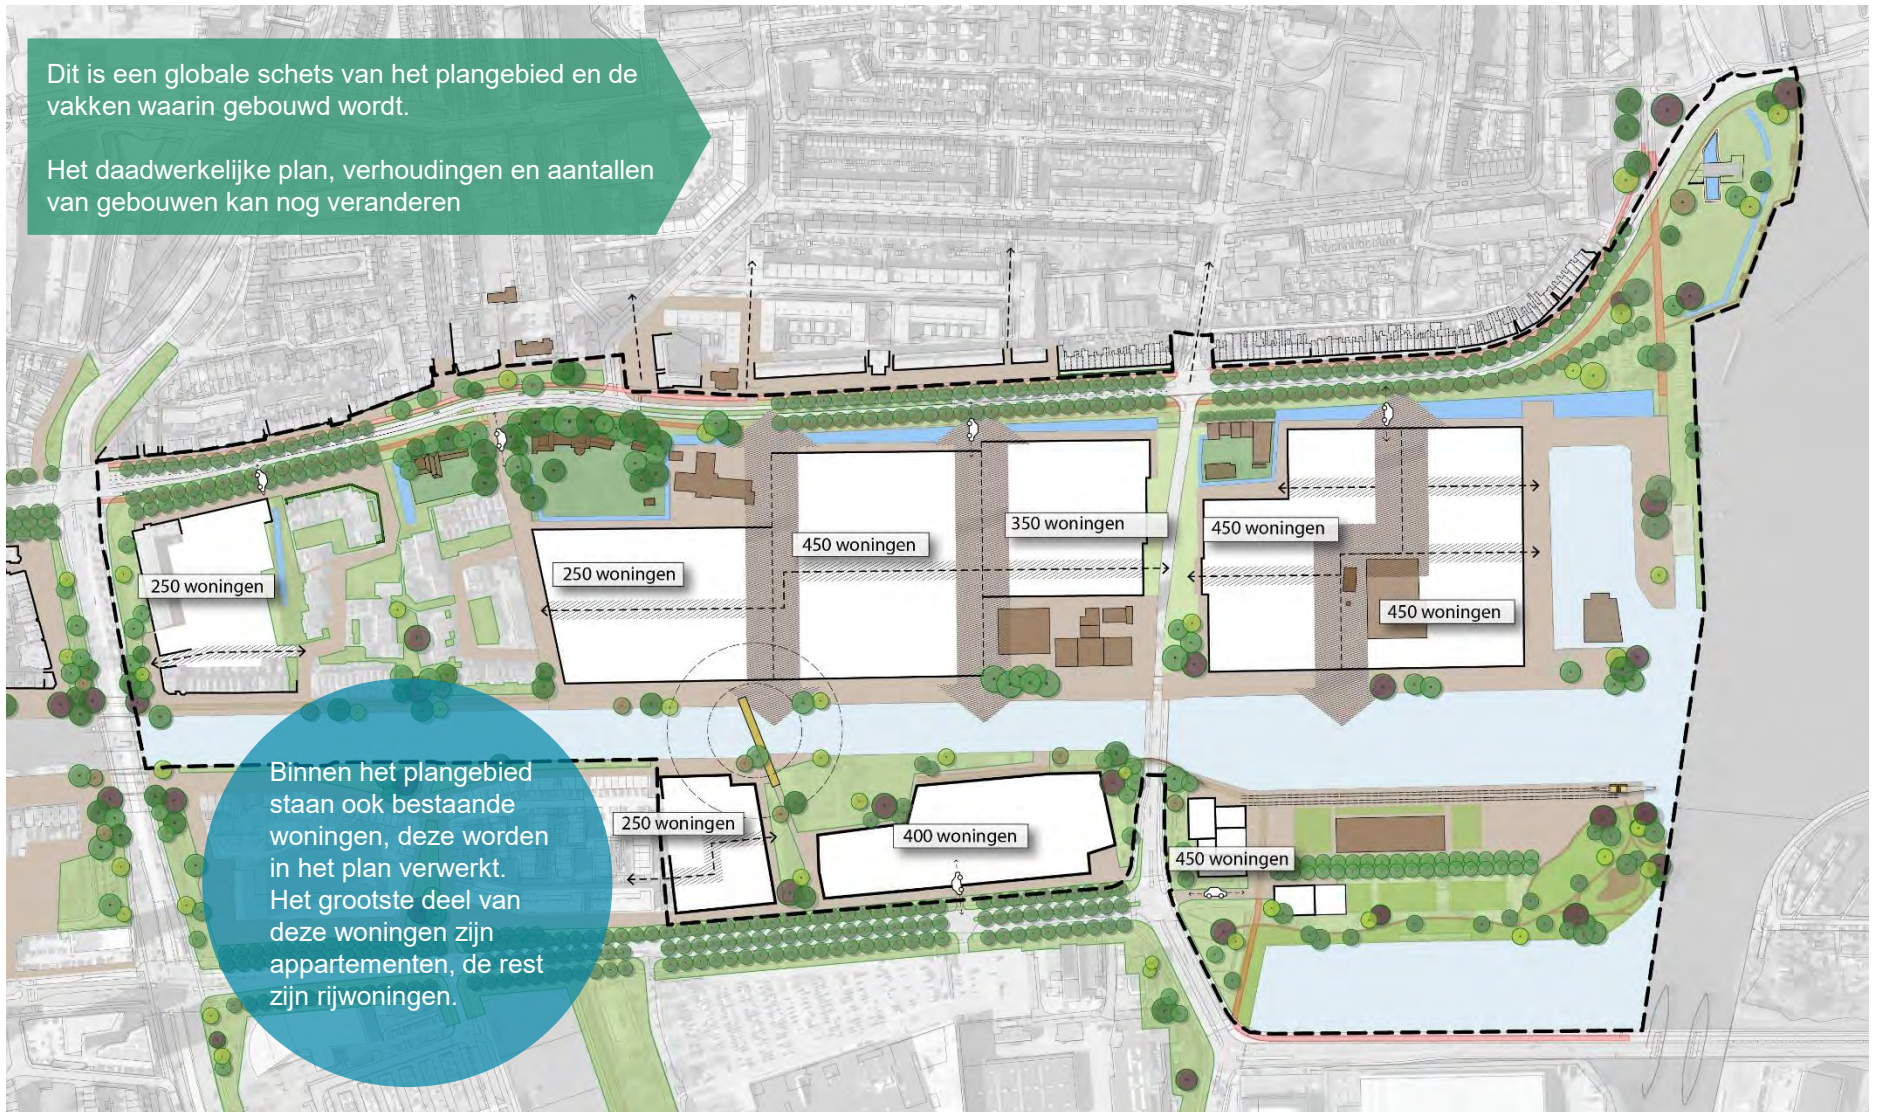 Dit is een globale schets van het plangebied en de
vakken waarin gebouwd wordt.
Het daadwerkelijke plan, verhoudingen en aantallen
van gebouwen kan nog veranderen
350 woningen
450 woningen
450 woningen
250 woningen
250 woningen
450 woningen
250 woningen
400 woningen
450 woningen
Binnen het plangebied
staan ook bestaande
woningen, deze worden
in het plan verwerkt.
Het grootste deel van
deze woningen zijn
appartementen, de rest
zijn rijwoningen.